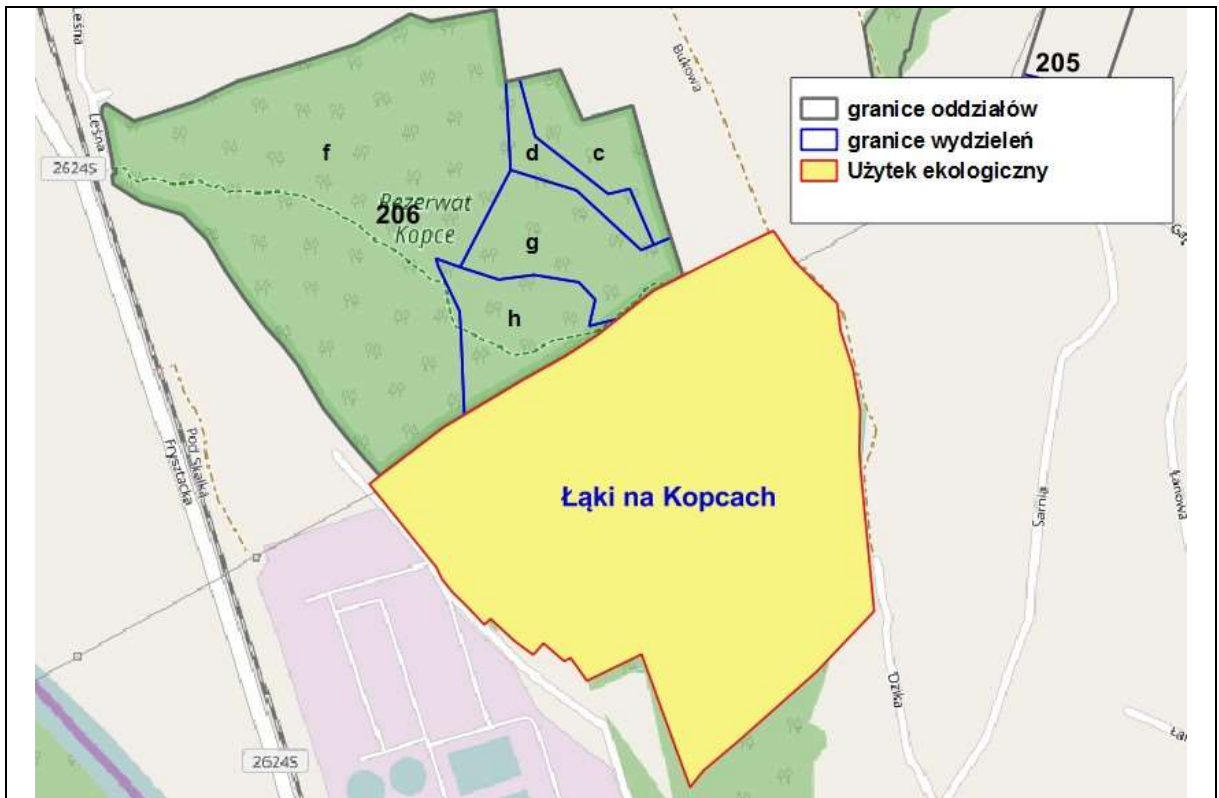 Leśna
Leśna
2624S
f
206
Rezerwat
Kopce
d
c
g
h
Bukowa
205
granice oddziałów
granice wydzieleń
Użytek ekologiczny
Pod Skałką
Frysztacka
Łąki na Kopcach
Sarnia
Łanowa
Dzika
2624S